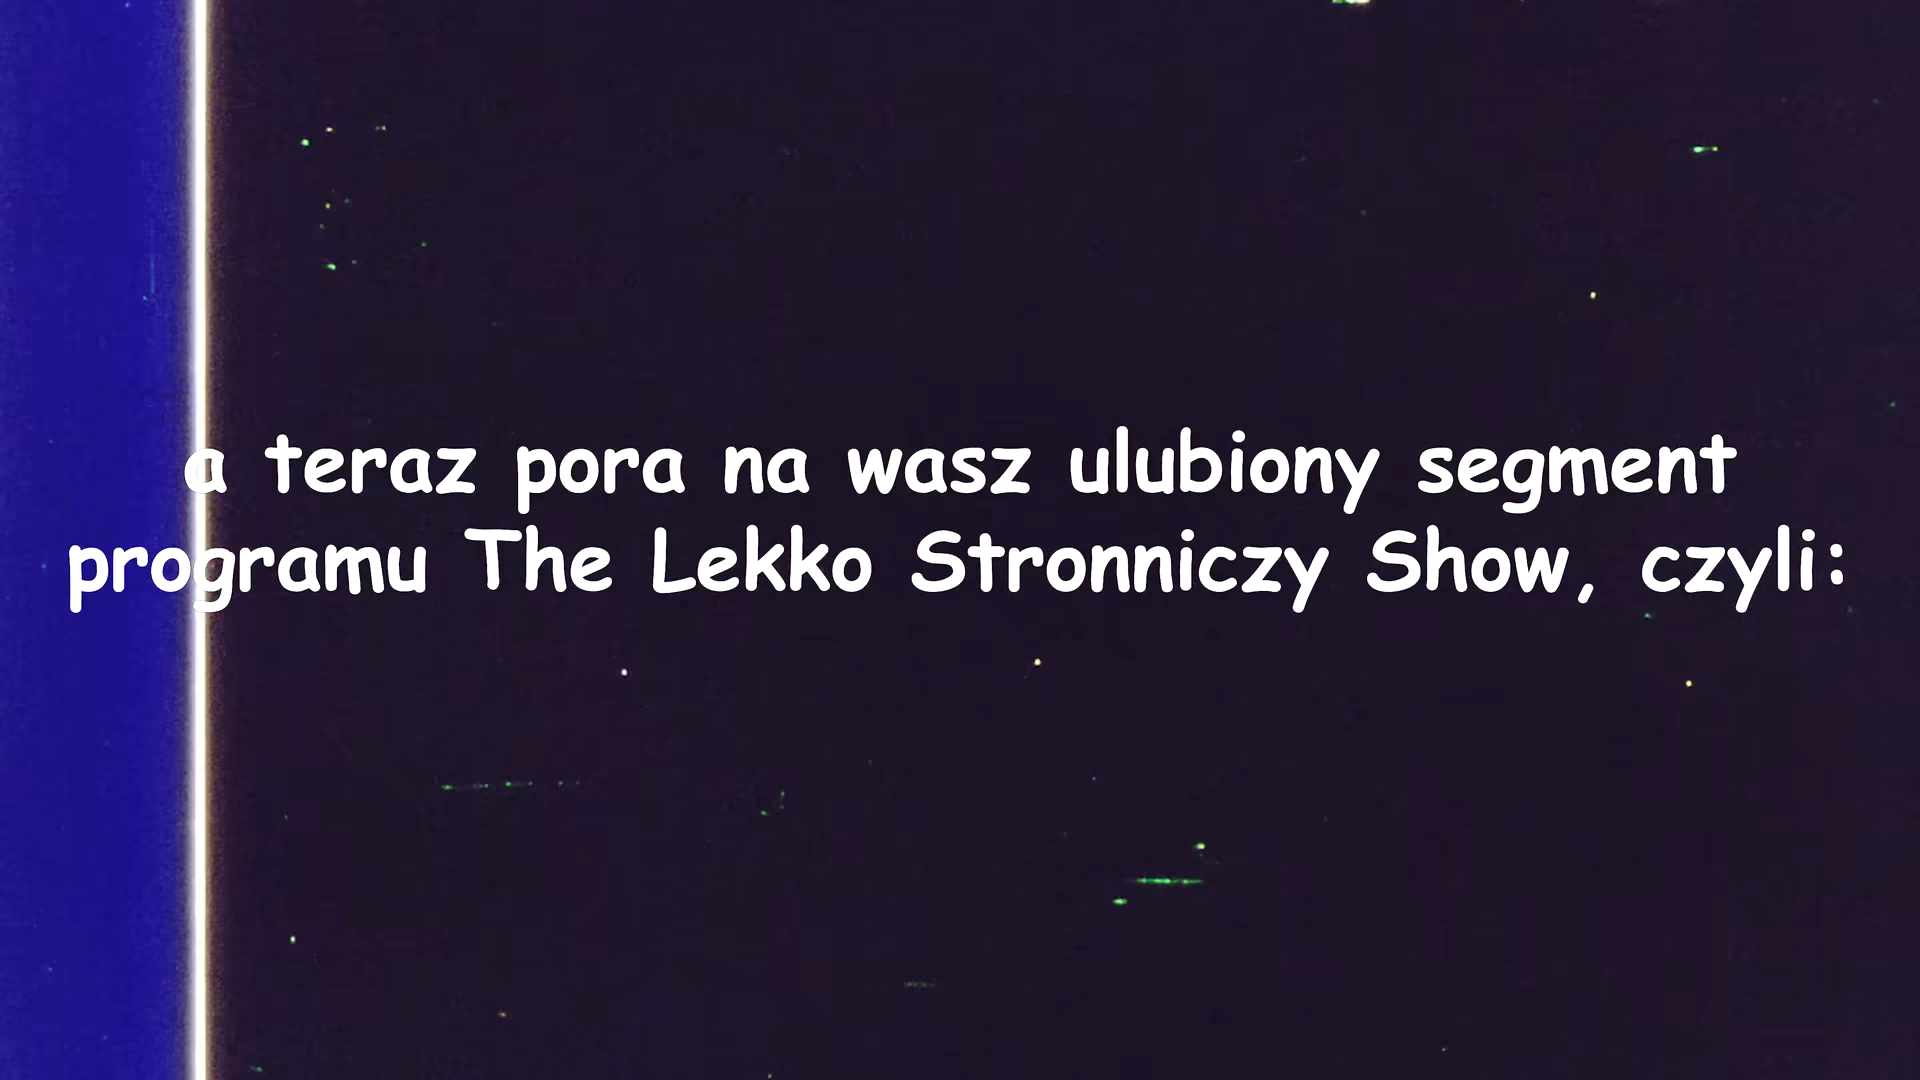 a teraz pora na wasz ulubiony segment
programu The Lekko Stronniczy Show, czyli: